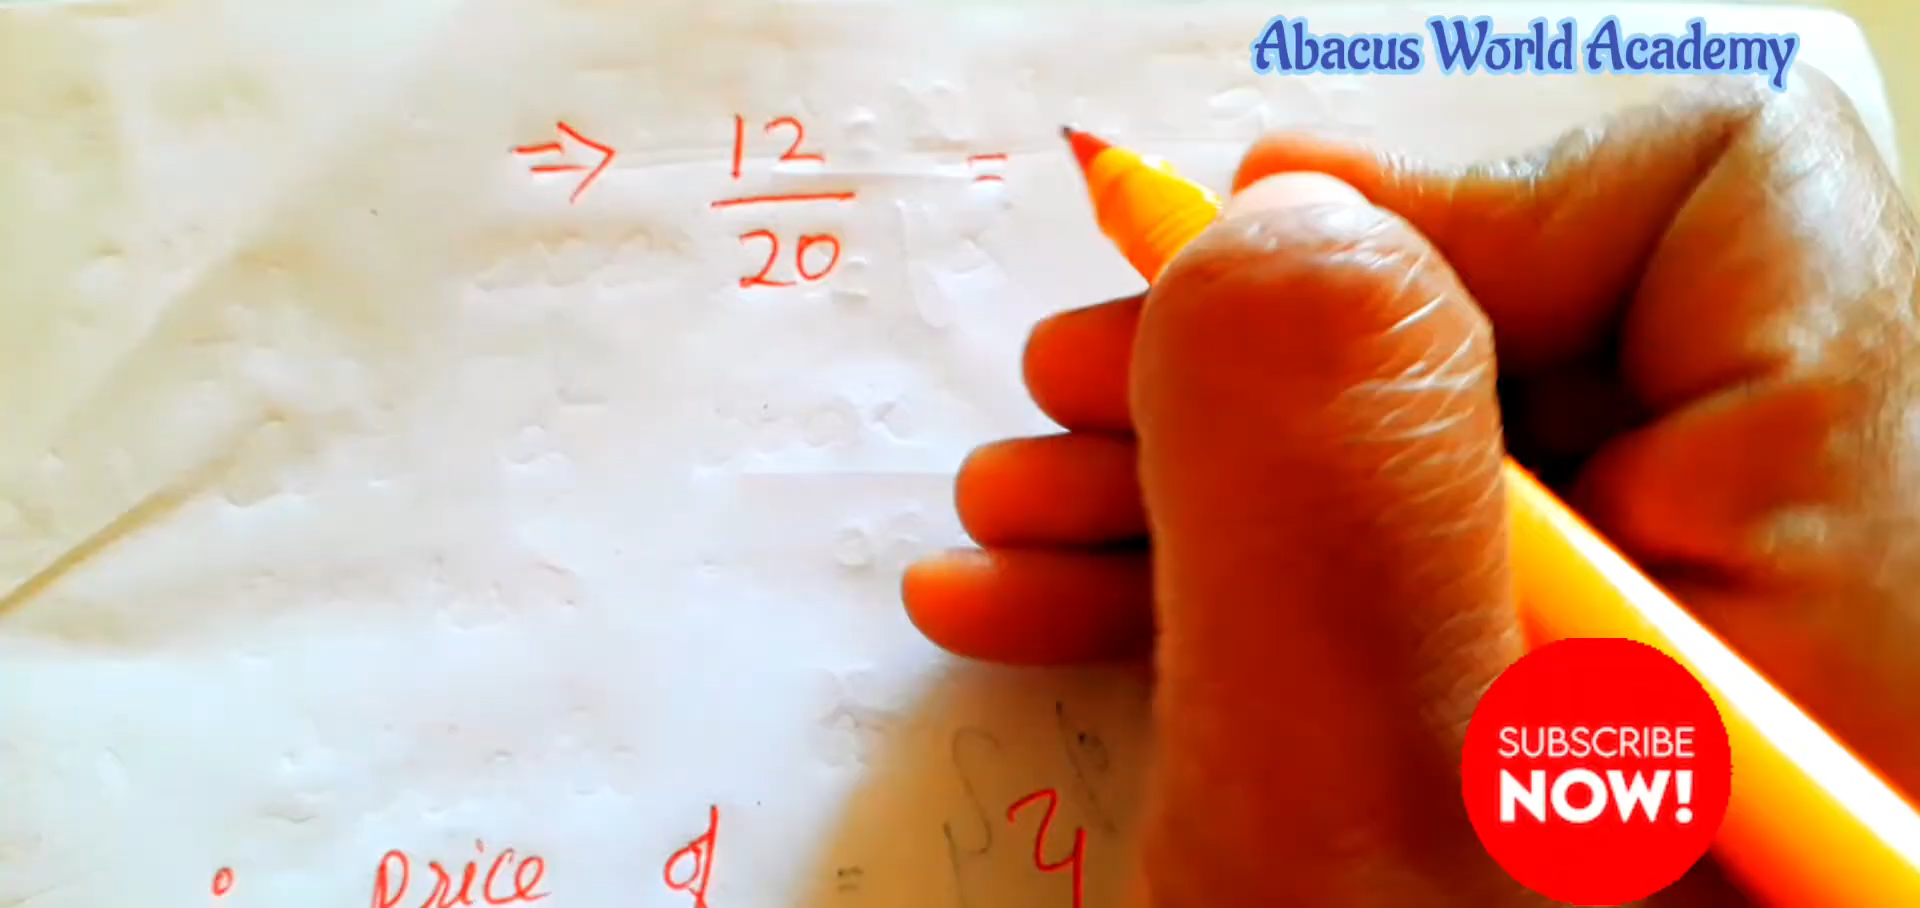 Abacus World Academy
⇒ 12/20 =
SUBSCRIBE
NOW!
Price of =